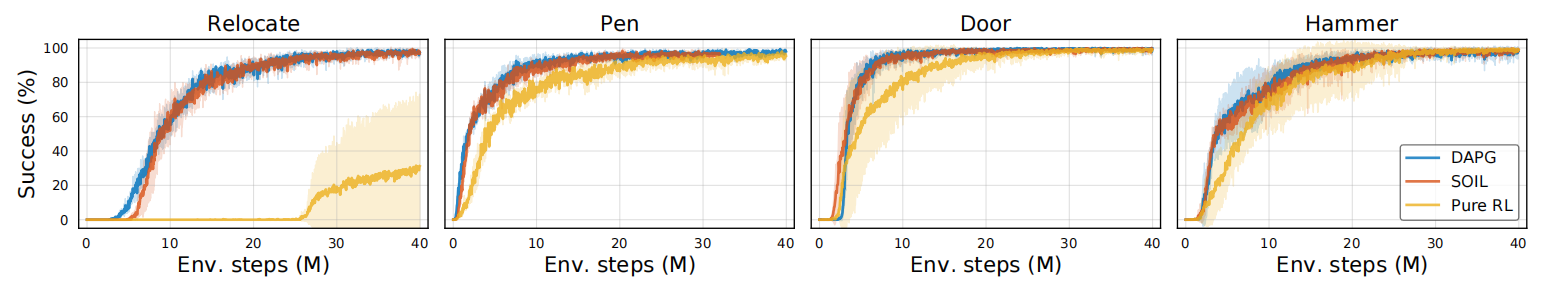 Relocate
Pen
Door
Hammer
Success (%)
100
80
60
40
20
0
0 10 20 30 40
0 10 20 30 40
0 10 20 30 40
0 10 20 30 40
DAPG
SOIL
Pure RL
Env. steps (M)
Env. steps (M)
Env. steps (M)
Env. steps (M)